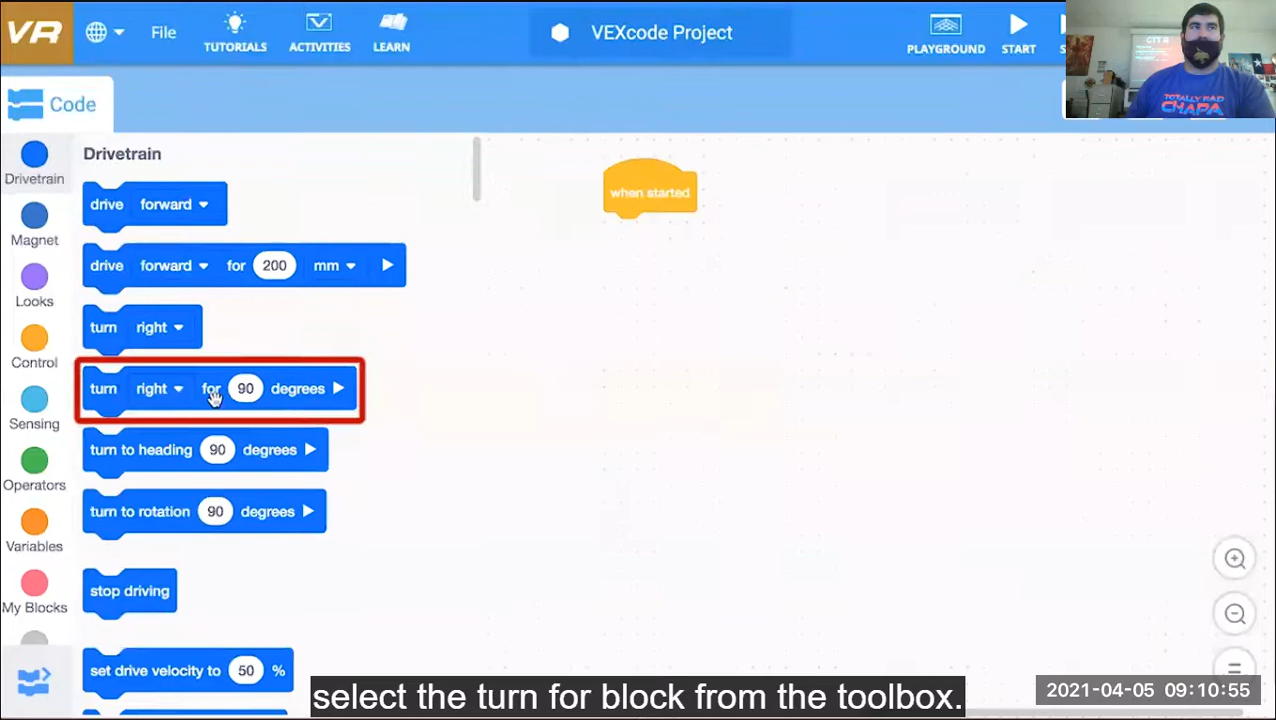 VR
File
TUTORIALS
ACTIVITIES
LEARN
VEXcode Project
PLAYGROUND
START
TOTALLY RAD
CHAPA
Code
Drivetrain
Magnet
Looks
Control
Sensing
Operators
Variables
My Blocks
Drivetrain
drive forward
drive forward for 200 mm
turn right
turn right for 90 degrees
turn to heading 90 degrees
turn to rotation 90 degrees
stop driving
set drive velocity to 50 %
when started
select the turn for block from the toolbox.
2021-04-05 09:10:55